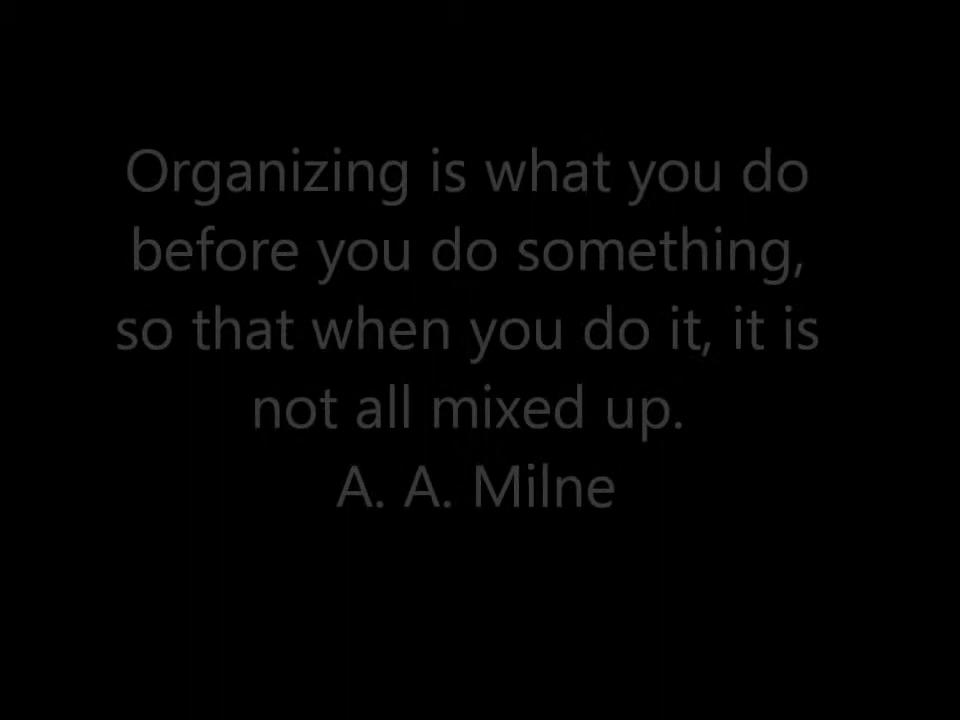 Organizing is what you do
before you do something,
so that when you do it, it is
not all mixed up.
A. A. Milne